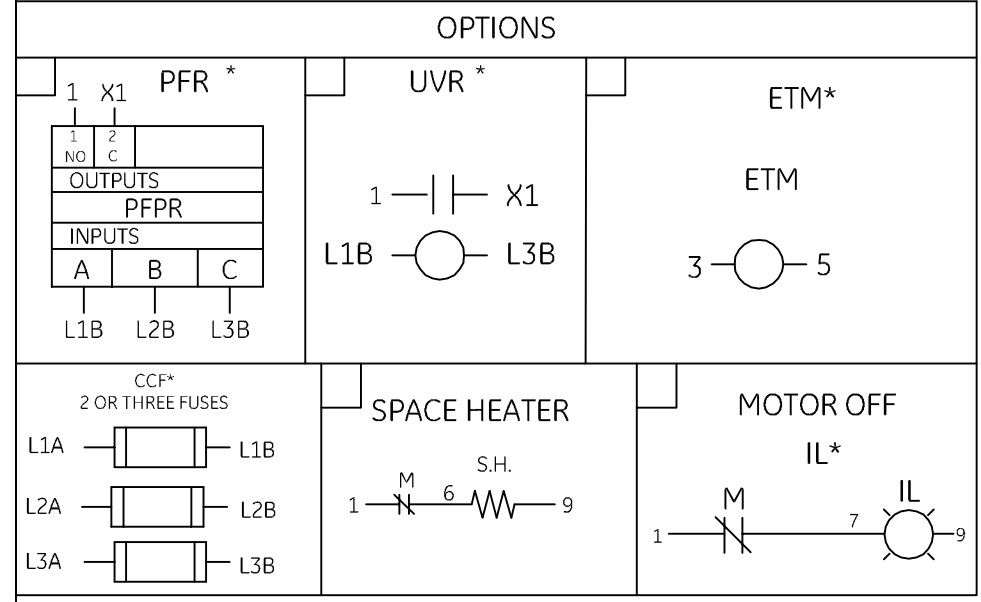 OPTIONS
PFR *
1 X1
1 2
NO C
OUTPUTS
PFPR
INPUTS
A B C
L1B L2B L3B
UVR *
1 X1
L1B L3B
ETM*
ETM
3 5
CCF*
2 OR THREE FUSES
L1A L1B
L2A L2B
L3A L3B
SPACE HEATER
S.H.
M
1 6 9
MOTOR OFF
IL*
M IL
1 7 9